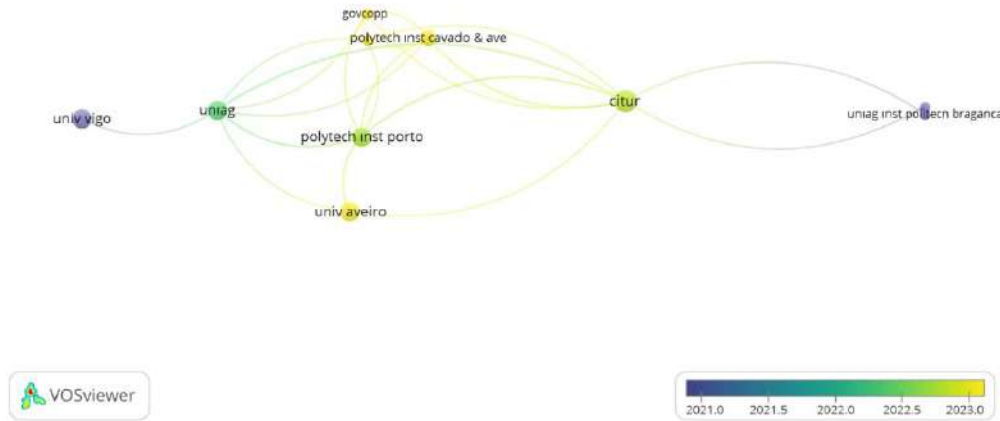 govcopp
polytech inst cavado & ave
citur
uniag
univ vigo
uniag inst politecn braganca
polytech inst porto
univ aveiro
VOSviewer
2021.0 2021.5 2022.0 2022.5 2023.0